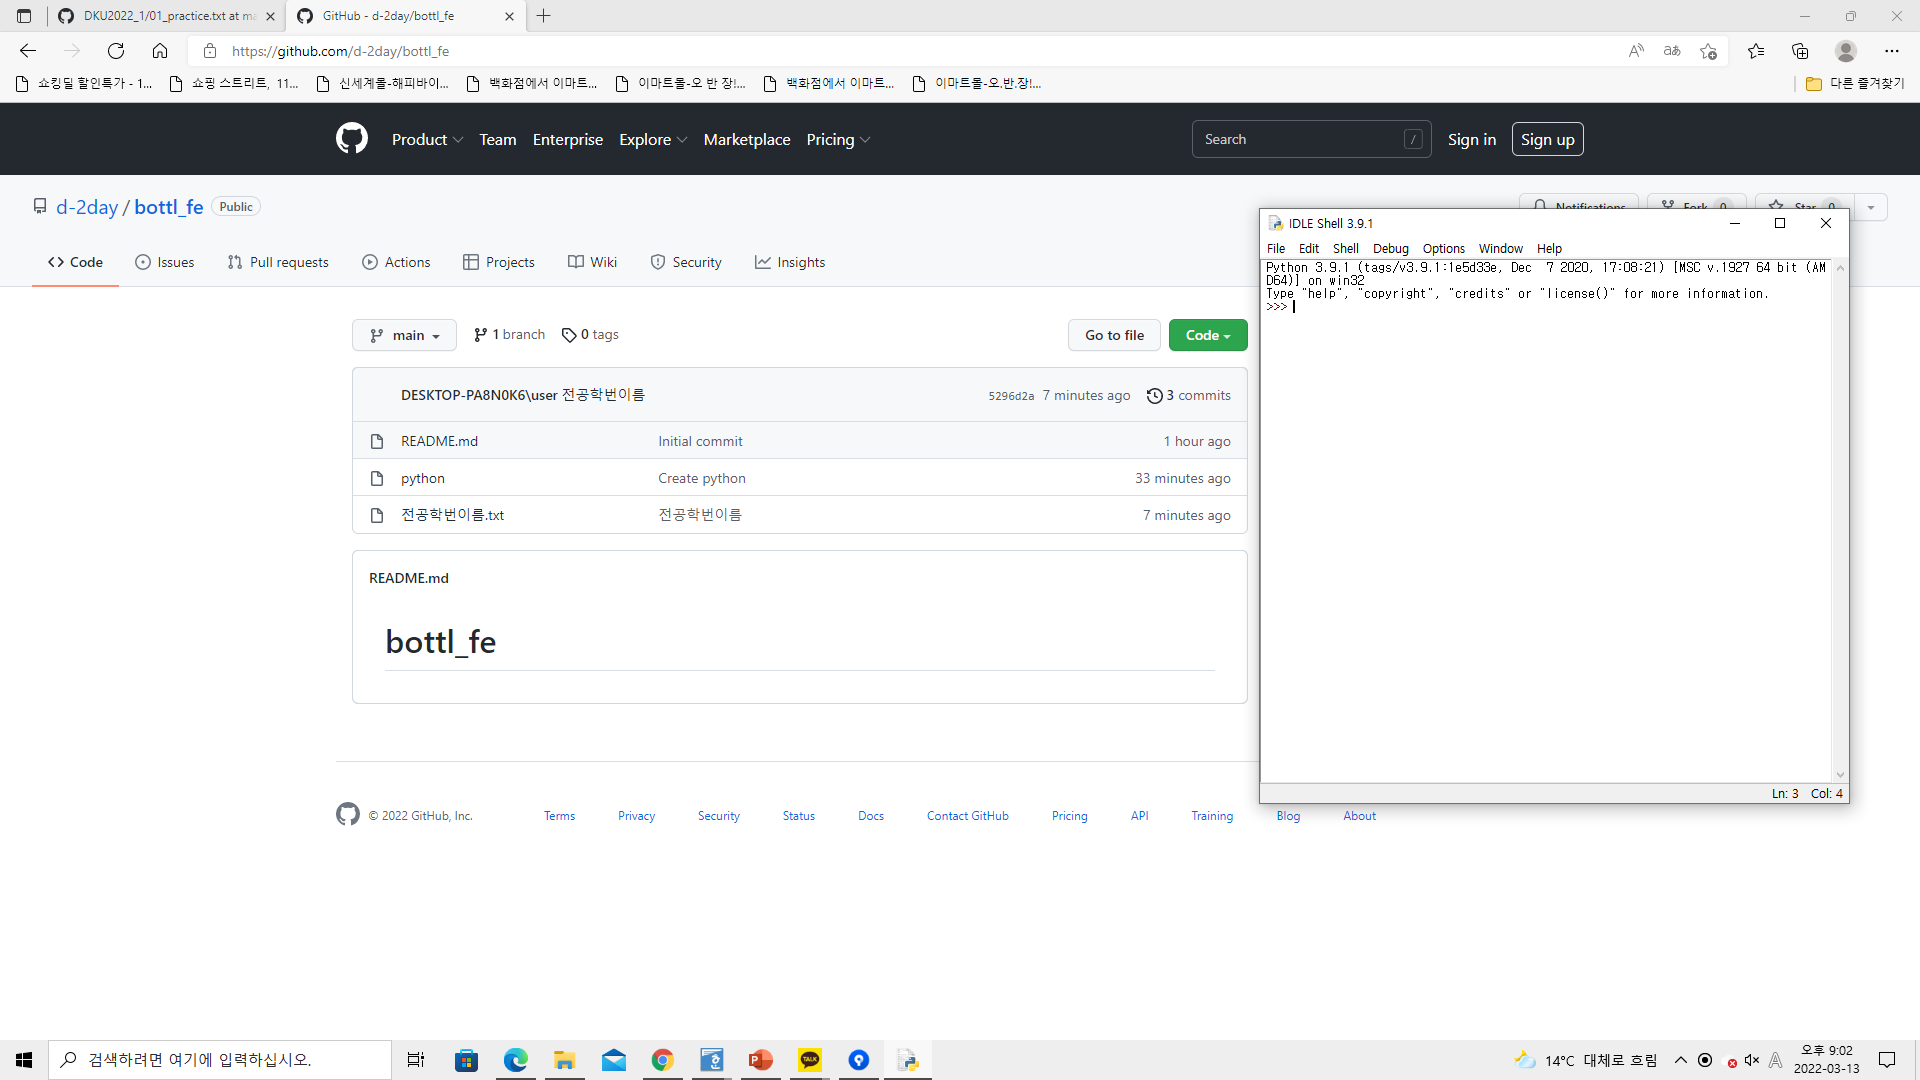 DKU2022_1/01_practice.txt at ma
GitHub - d-2day/bottl_fe
https://github.com/d-2day/bottl_fe
쇼킹딜 할인특가 - 1...
쇼핑 스트리트, 11...
신세계몰-해피바이...
백화점에서 이마트...
이마트몰-오 반 장!...
백화점에서 이마트...
이마트몰-오.반.장!...
다른 즐겨찾기
Product
Team
Enterprise
Explore
Marketplace
Pricing
Search
/
Sign in
Sign up
d-2day / bottl_fe
Public
Notifications
Fork 0
Star 0
Code
Issues
Pull requests
Actions
Projects
Wiki
Security
Insights
main
1 branch
0 tags
Go to file
Code
DESKTOP-PA8N0K6\user 전공학번이름
5296d2a 7 minutes ago
3 commits
README.md Initial commit 1 hour ago
python Create python 33 minutes ago
전공학번이름.txt 전공학번이름 7 minutes ago
README.md
bottl_fe
© 2022 GitHub, Inc.
Terms
Privacy
Security
Status
Docs
Contact GitHub
Pricing
API
Training
Blog
About
IDLE Shell 3.9.1
File Edit Shell Debug Options Window Help
Python 3.9.1 (tags/v3.9.1:1e5d33e, Dec  7 2020, 17:08:21) [MSC v.1927 64 bit (AM
D64)] on win32
Type "help", "copyright", "credits" or "license()" for more information.
>>>
Ln: 3 Col: 4
검색하려면 여기에 입력하십시오.
TALK
14°C 대체로 흐림
A
오후 9:02
2022-03-13